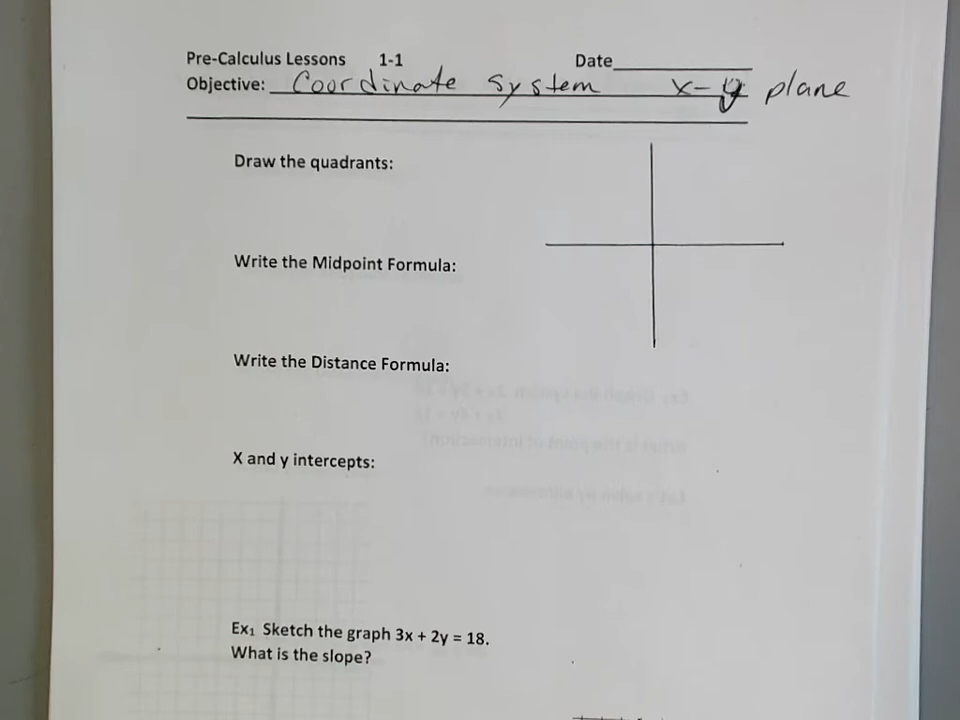 Pre-Calculus Lessons 1-1 Date
Objective: Coordinate system x-y plane
Draw the quadrants:
Write the Midpoint Formula:
Write the Distance Formula:
X and y intercepts:
Ex₁ Sketch the graph 3x + 2y = 18.
What is the slope?